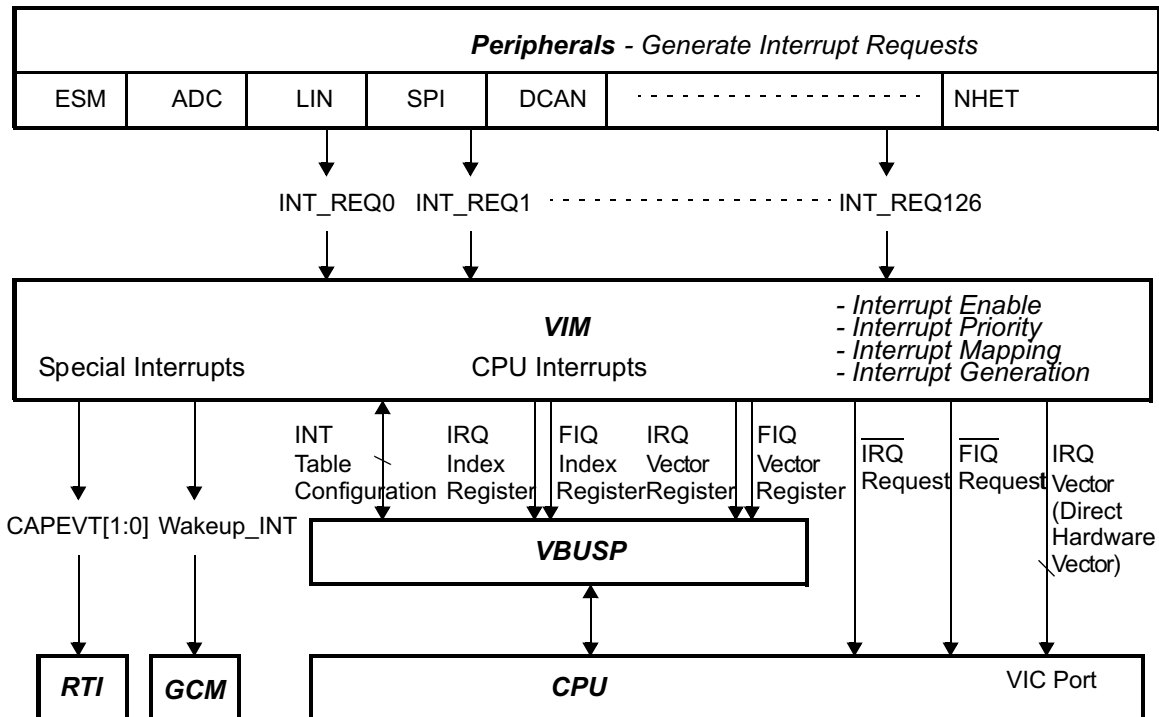 Peripherals - Generate Interrupt Requests
ESM ADC LIN SPI DCAN NHET
INT_REQ0 INT_REQ1 INT_REQ126
VIM
- Interrupt Enable
- Interrupt Priority
- Interrupt Mapping
- Interrupt Generation
Special Interrupts
CPU Interrupts
INT
Table
Configuration
IRQ
Index
Register
FIQ
Index
Register
IRQ
Vector
Register
FIQ
Vector
Register
IRQ
Request
FIQ
Request
IRQ
Vector
(Direct
Hardware
Vector)
CAPEVT[1:0] Wakeup_INT
VBUSP
RTI
GCM
CPU
VIC Port